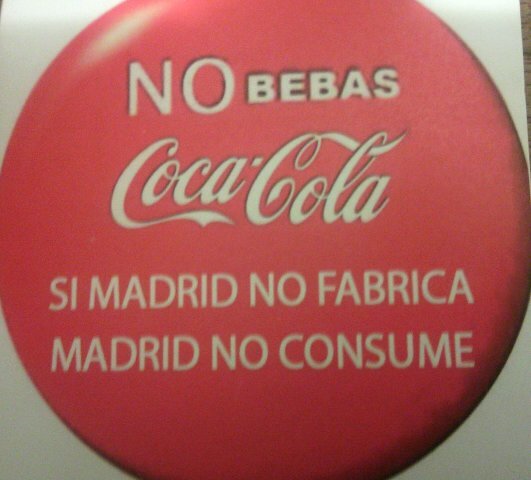 NO BEBAS
Coca-Cola
SI MADRID NO FABRICA
MADRID NO CONSUME